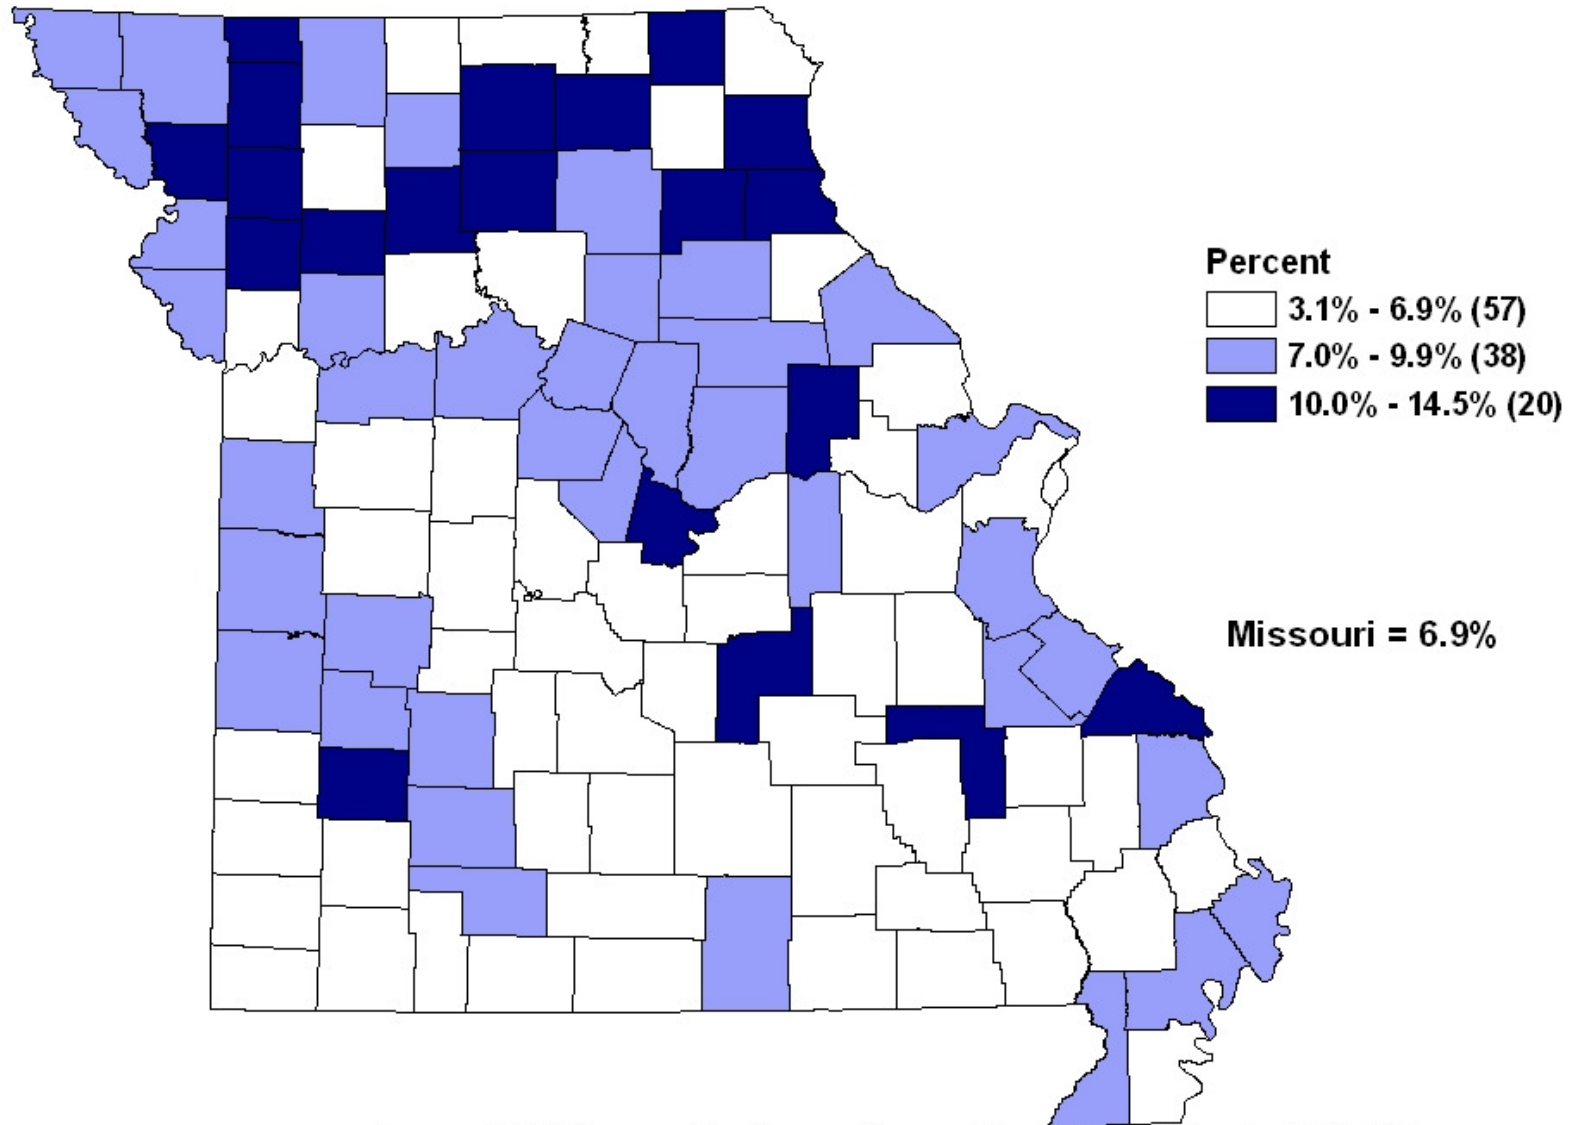 Percent
3.1% - 6.9% (57)
7.0% - 9.9% (38)
10.0% - 14.5% (20)
Missouri = 6.9%